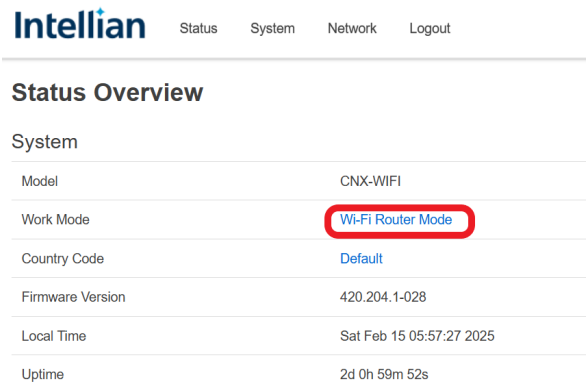 Intellian Status System Network Logout
Status Overview
System
Model CNX-WIFI
Work Mode Wi-Fi Router Mode
Country Code Default
Firmware Version 420.204.1-028
Local Time Sat Feb 15 05:57:27 2025
Uptime 2d 0h 59m 52s